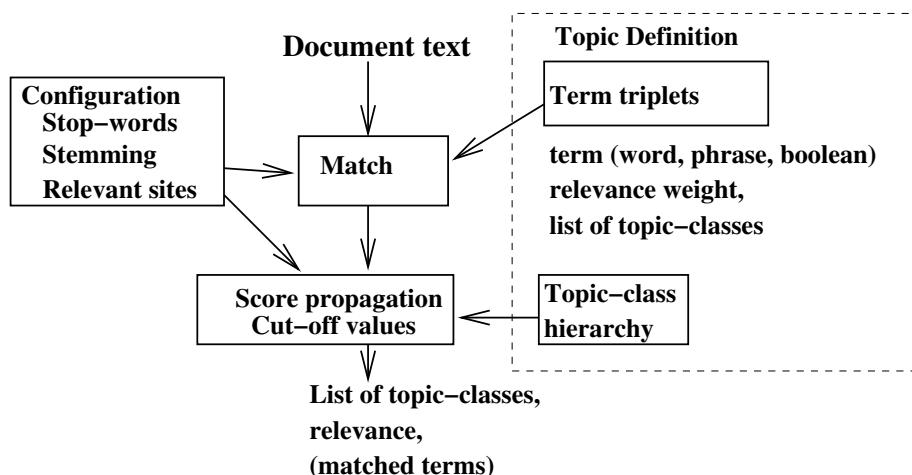 Document text
Topic Definition
Configuration
Stop−words
Stemming
Relevant sites
Match
Term triplets
term (word, phrase, boolean)
relevance weight,
list of topic−classes
Score propagation
Cut−off values
Topic−class
hierarchy
List of topic−classes,
relevance,
(matched terms)